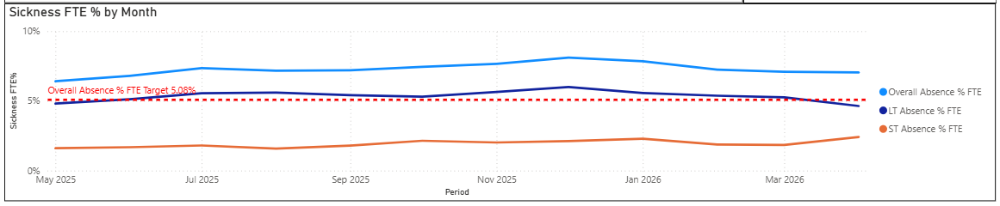 Sickness FTE % by Month
10%
Overall Absence % FTE Target 5.08%
5%
0%
Sickness FTE%
May 2025 Jul 2025 Sep 2025 Nov 2025 Jan 2026 Mar 2026
Period
Overall Absence % FTE
LT Absence % FTE
ST Absence % FTE